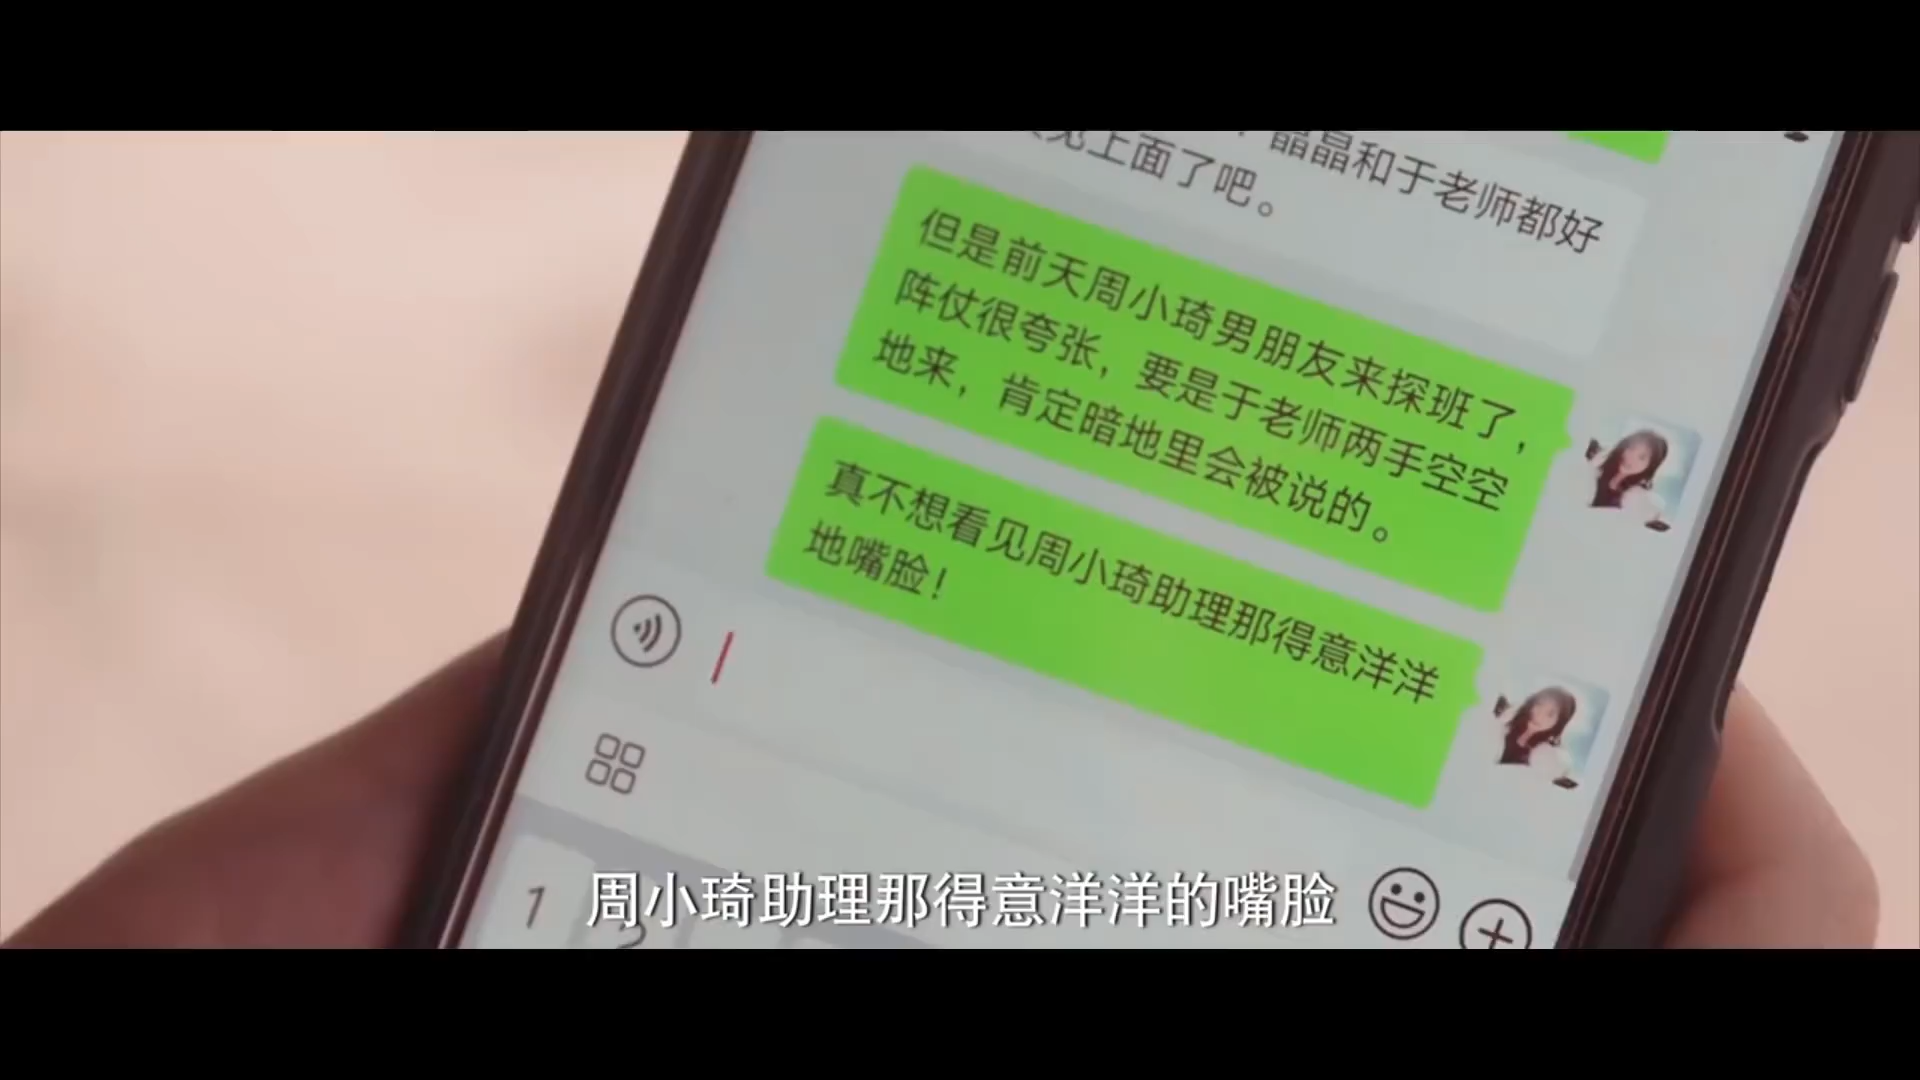 晶晶和于老师都好
见上面了吧。
但是前天周小琦男朋友来探班了，
阵仗很夸张，要是于老师两手空空
地来，肯定暗地里会被说的。
真不想看见周小琦助理那得意洋洋
地嘴脸！
1
周小琦助理那得意洋洋的嘴脸